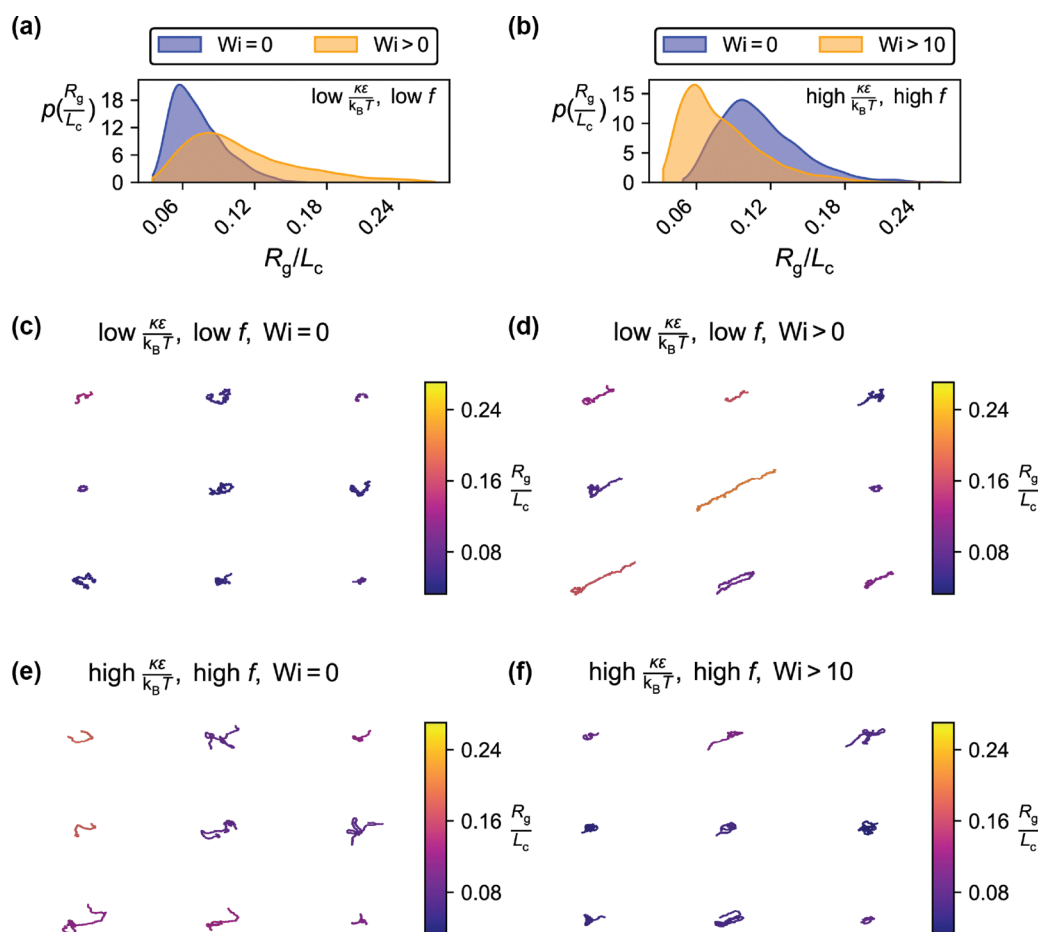 (a) (b)
Wi = 0 Wi > 0 Wi = 0 Wi > 10
p(Rg/Lc) 18 12 6 0 low κε/kBT, low f p(Rg/Lc) 15 10 5 0 high κε/kBT, high f
0.06 0.12 0.18 0.24 0.06 0.12 0.18 0.24
Rg/Lc Rg/Lc
(c) low κε/kBT, low f, Wi = 0 (d) low κε/kBT, low f, Wi > 0
0.24 0.24
0.16 Rg/Lc 0.16 Rg/Lc
0.08 0.08
(e) high κε/kBT, high f, Wi = 0 (f) high κε/kBT, high f, Wi > 10
0.24 0.24
0.16 Rg/Lc 0.16 Rg/Lc
0.08 0.08